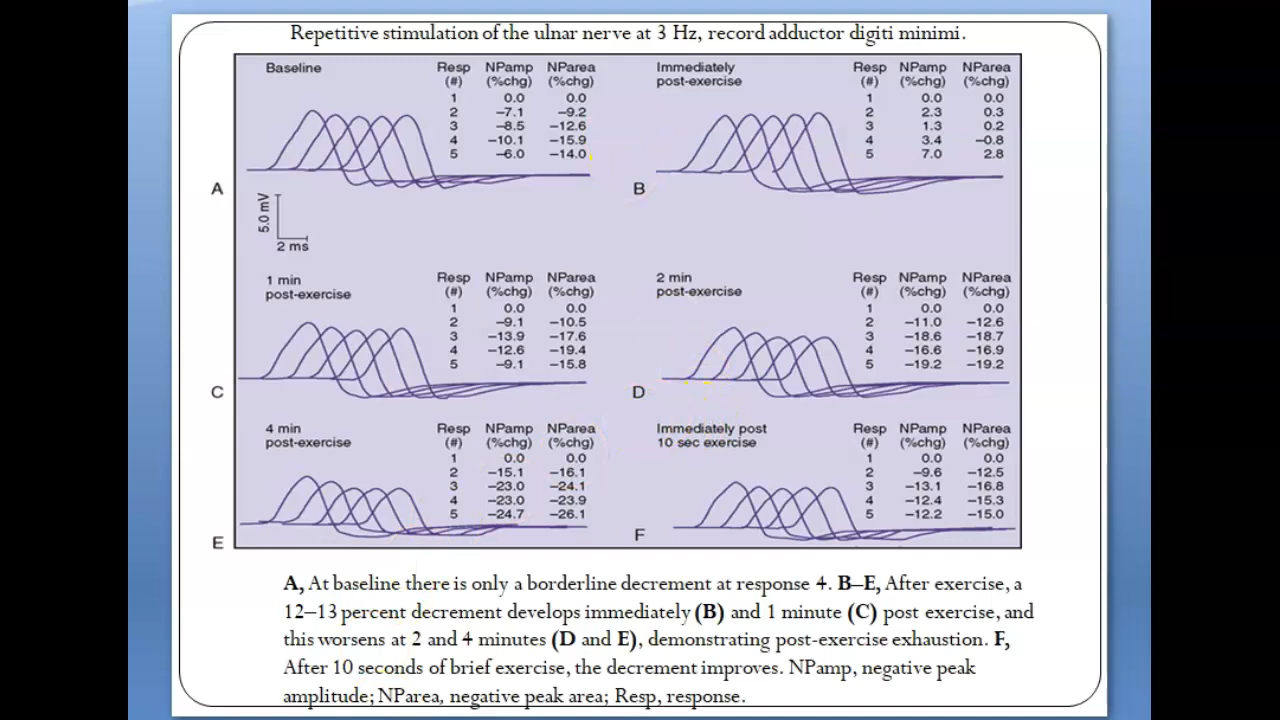 Repetitive stimulation of the ulnar nerve at 3 Hz, record adductor digiti minimi.
Baseline Resp NPamp NParea
(#) (%chg) (%chg)
1 0.0 0.0
2 –7.1 –9.2
3 –8.5 –12.6
4 –10.1 –15.9
5 –6.0 –14.0
A
5.0 mV
2 ms
Immediately Resp NPamp NParea
post-exercise (#) (%chg) (%chg)
1 0.0 0.0
2 2.3 0.3
3 1.3 0.2
4 3.4 –0.8
5 7.0 2.8
B
1 min Resp NPamp NParea
post-exercise (#) (%chg) (%chg)
1 0.0 0.0
2 –9.1 –10.5
3 –13.9 –17.6
4 –12.6 –19.4
5 –9.1 –15.8
C
2 min Resp NPamp NParea
post-exercise (#) (%chg) (%chg)
1 0.0 0.0
2 –11.0 –12.6
3 –18.6 –18.7
4 –16.6 –16.9
5 –19.2 –19.2
D
4 min Resp NPamp NParea
post-exercise (#) (%chg) (%chg)
1 0.0 0.0
2 –15.1 –16.1
3 –23.0 –24.1
4 –23.0 –23.9
5 –24.7 –26.1
E
Immediately post Resp NPamp NParea
10 sec exercise (#) (%chg) (%chg)
1 0.0 0.0
2 –9.6 –12.5
3 –13.1 –16.8
4 –12.4 –15.3
5 –12.2 –15.0
F
A, At baseline there is only a borderline decrement at response 4. B–E, After exercise, a
12–13 percent decrement develops immediately (B) and 1 minute (C) post exercise, and
this worsens at 2 and 4 minutes (D and E), demonstrating post-exercise exhaustion. F,
After 10 seconds of brief exercise, the decrement improves. NPamp, negative peak
amplitude; NParea, negative peak area; Resp, response.